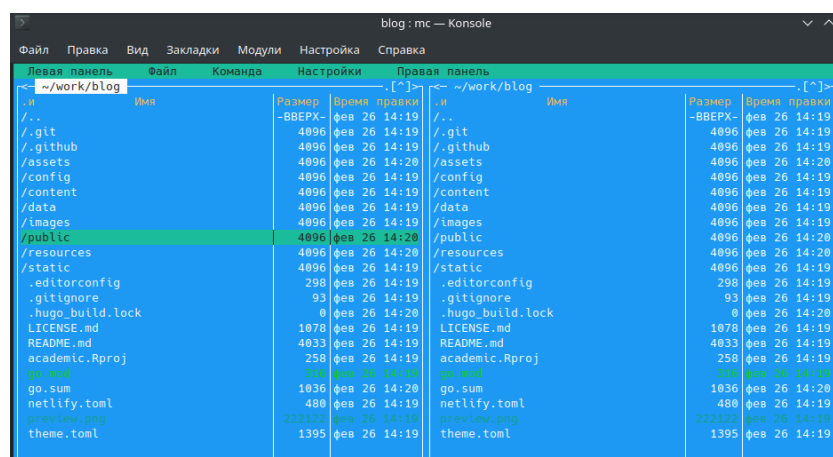 blog : mc — Konsole
Файл Правка Вид Закладки Модули Настройка Справка
Левая панель Файл Команда Настройки Правая панель
<─ ~/work/blog ─.[^]> <─ ~/work/blog ─.[^]>
.и Имя Размер Время правки .и Имя Размер Время правки
/.. -ВВЕРХ- фев 26 14:19 /.. -ВВЕРХ- фев 26 14:19
/.git 4096 фев 26 14:19 /.git 4096 фев 26 14:19
/.github 4096 фев 26 14:19 /.github 4096 фев 26 14:19
/assets 4096 фев 26 14:20 /assets 4096 фев 26 14:20
/config 4096 фев 26 14:19 /config 4096 фев 26 14:19
/content 4096 фев 26 14:19 /content 4096 фев 26 14:19
/data 4096 фев 26 14:19 /data 4096 фев 26 14:19
/images 4096 фев 26 14:19 /images 4096 фев 26 14:19
/public 4096 фев 26 14:20 /public 4096 фев 26 14:20
/resources 4096 фев 26 14:20 /resources 4096 фев 26 14:20
/static 4096 фев 26 14:19 /static 4096 фев 26 14:19
.editorconfig 298 фев 26 14:19 .editorconfig 298 фев 26 14:19
.gitignore 93 фев 26 14:19 .gitignore 93 фев 26 14:19
.hugo_build.lock 0 фев 26 14:20 .hugo_build.lock 0 фев 26 14:20
LICENSE.md 1078 фев 26 14:19 LICENSE.md 1078 фев 26 14:19
README.md 4033 фев 26 14:19 README.md 4033 фев 26 14:19
academic.Rproj 258 фев 26 14:19 academic.Rproj 258 фев 26 14:19
go.mod фев 26 14:19 go.mod фев 26 14:19
go.sum 1036 фев 26 14:20 go.sum 1036 фев 26 14:20
netlify.toml 480 фев 26 14:19 netlify.toml 480 фев 26 14:19
preview.png 222122 фев 26 14:19 preview.png 222122 фев 26 14:19
theme.toml 1395 фев 26 14:19 theme.toml 1395 фев 26 14:19